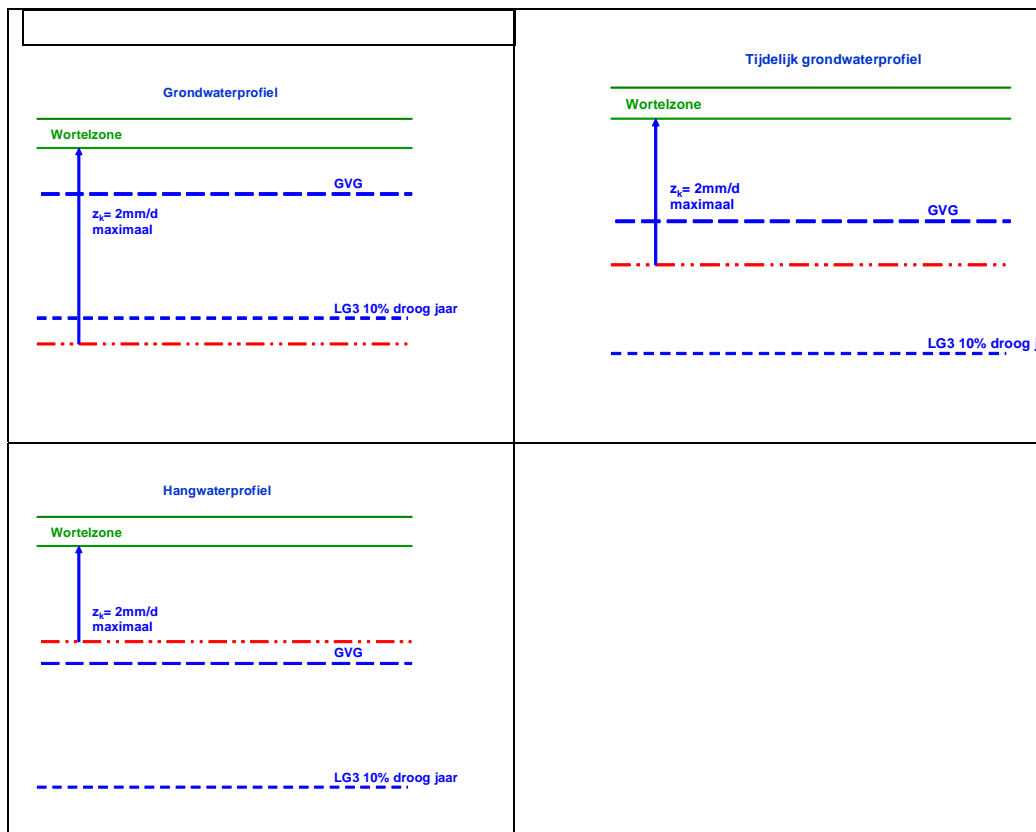 Grondwaterprofiel
Wortelzone
GVG
zₖ= 2mm/d
maximaal
LG3 10% droog jaar
Tijdelijk grondwaterprofiel
Wortelzone
zₖ= 2mm/d
maximaal
GVG
LG3 10% droog j
Hangwaterprofiel
Wortelzone
zₖ= 2mm/d
maximaal
GVG
LG3 10% droog jaar